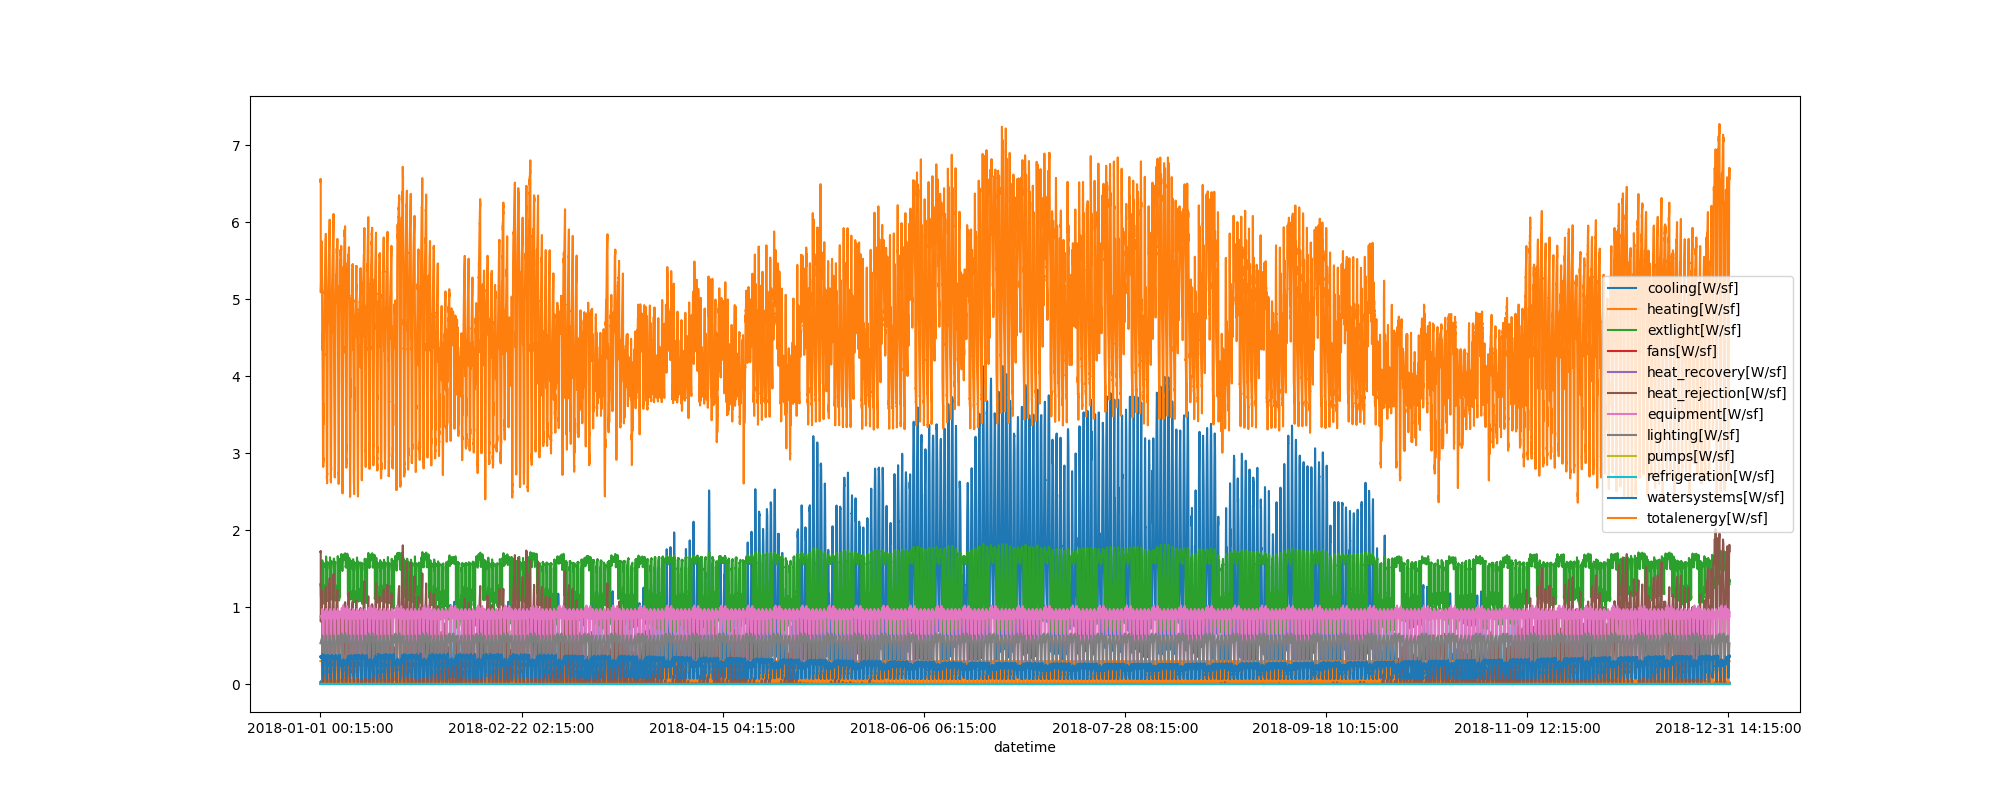 7
6
5
4
3
2
1
0
cooling[W/sf]
heating[W/sf]
extlight[W/sf]
fans[W/sf]
heat_recovery[W/sf]
heat_rejection[W/sf]
equipment[W/sf]
lighting[W/sf]
pumps[W/sf]
refrigeration[W/sf]
watersystems[W/sf]
totalenergy[W/sf]
2018-01-01 00:15:00 2018-02-22 02:15:00 2018-04-15 04:15:00 2018-06-06 06:15:00 2018-07-28 08:15:00 2018-09-18 10:15:00 2018-11-09 12:15:00 2018-12-31 14:15:00
datetime